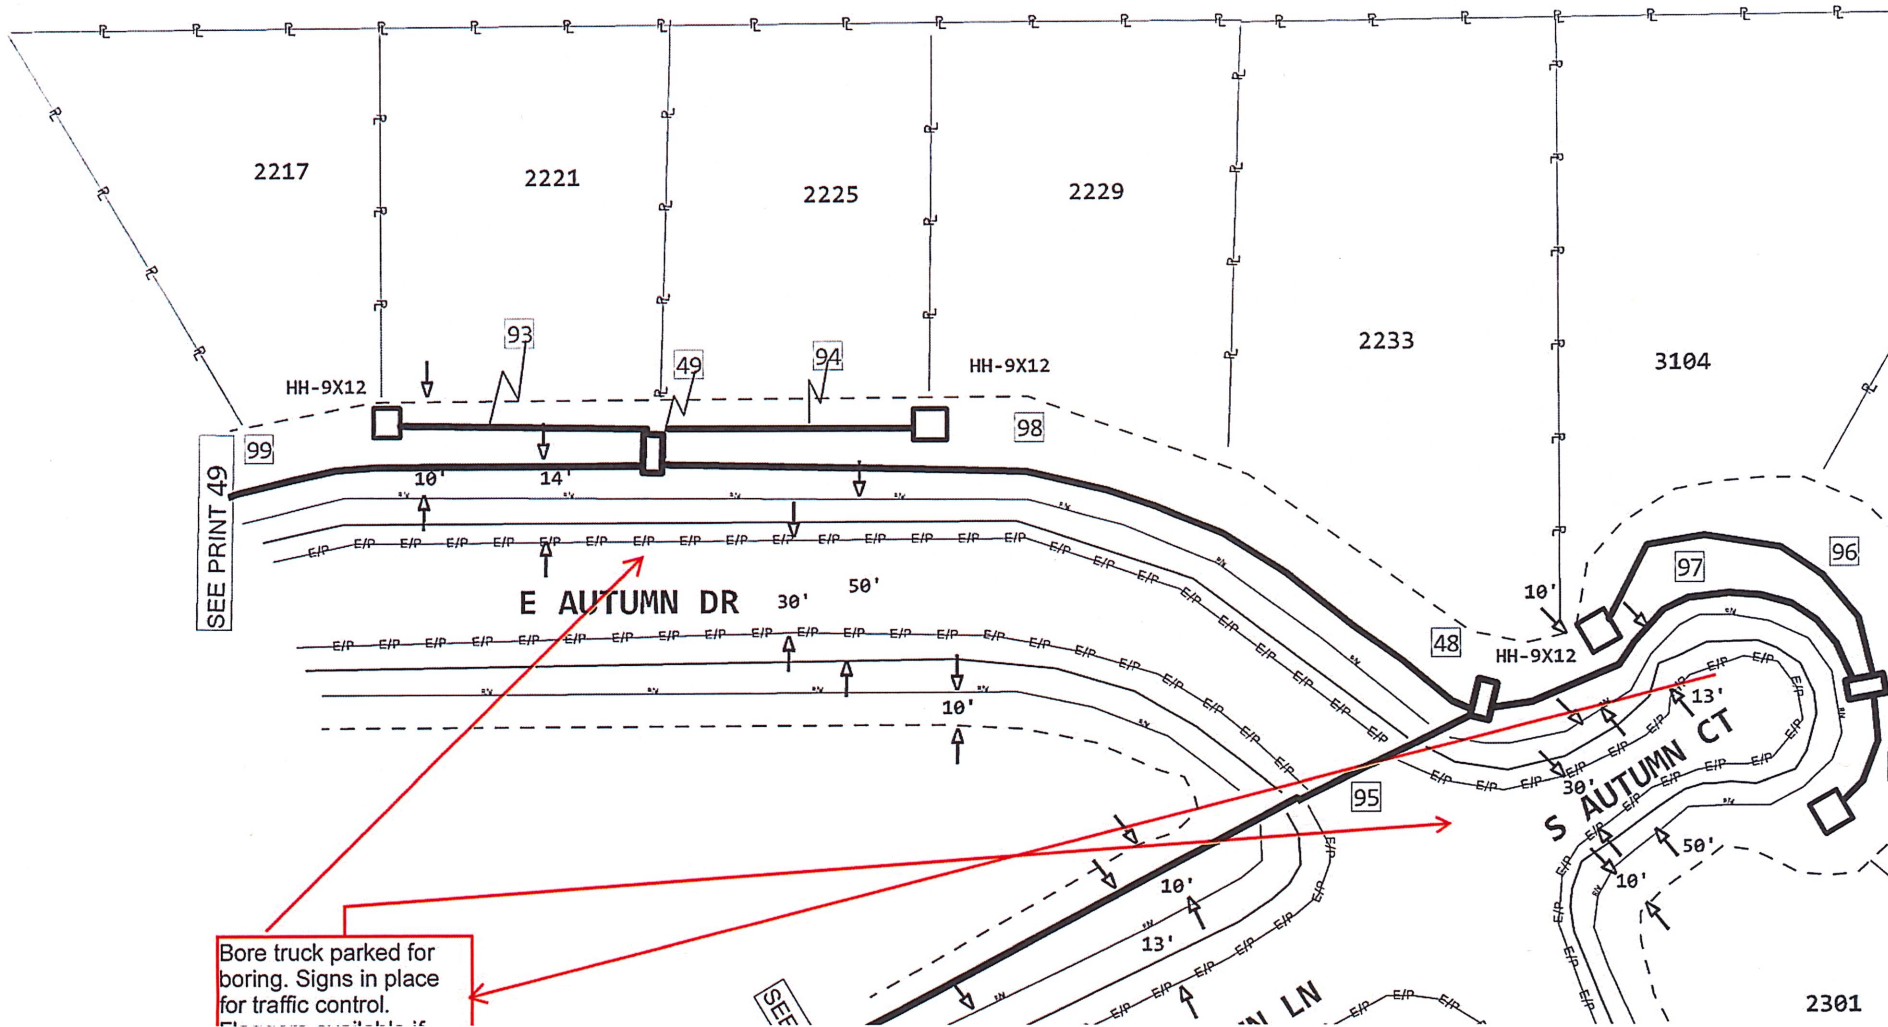 2217
2221
2225
2229
2233
3104
93
49
94
HH-9X12
HH-9X12
99
98
SEE PRINT 49
10'
14'
E AUTUMN DR
30'
50'
10'
48
HH-9X12
10'
97
96
13'
30'
S AUTUMN CT
50'
10'
95
10'
13'
LN
2301
Bore truck parked for
boring. Signs in place
for traffic control.
E/P E/P E/P E/P E/P E/P E/P E/P E/P E/P E/P E/P E/P E/P E/P E/P
E/P E/P E/P E/P E/P E/P E/P E/P E/P E/P E/P E/P E/P E/P E/P E/P